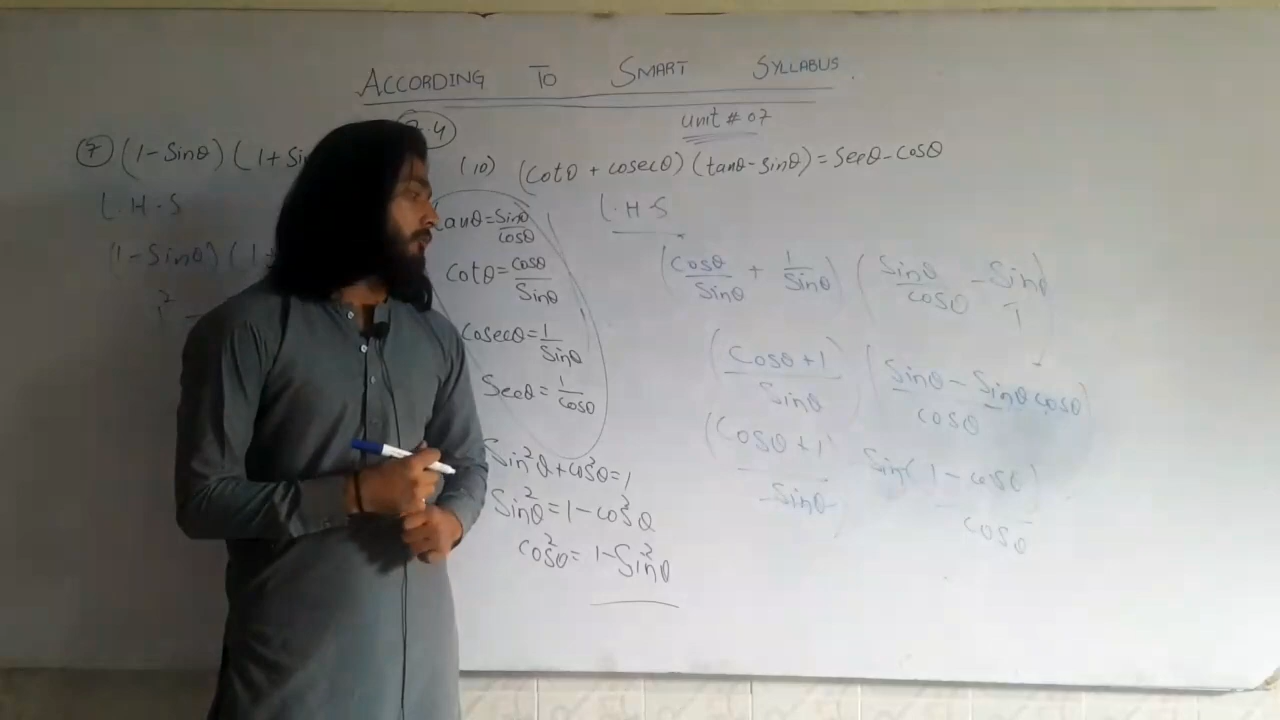 ACCORDING TO SMART SYLLABUS.
Unit # 07
⑦ (1-Sinθ) (1+Sin
L.H-S
(1-Sinθ) (1+
(10) (Cotθ + cosecθ) (tanθ-sinθ) = Secθ-cosθ
tanθ = Sinθ/cosθ
Cotθ = cosθ/Sinθ
Cosecθ = 1/Sinθ
Secθ = 1/cosθ
Sin²θ + cos²θ = 1
Sin²θ = 1 - cos²θ
cos²θ = 1 - Sin²θ
L.H-S
(Cosθ/Sinθ + 1/Sinθ) (Sinθ/cosθ - Sinθ/1)
(Cosθ+1/Sinθ) (Sinθ - Sinθ cosθ/cosθ)
(Cosθ+1/Sinθ) Sin(1-cosθ)/cosθ